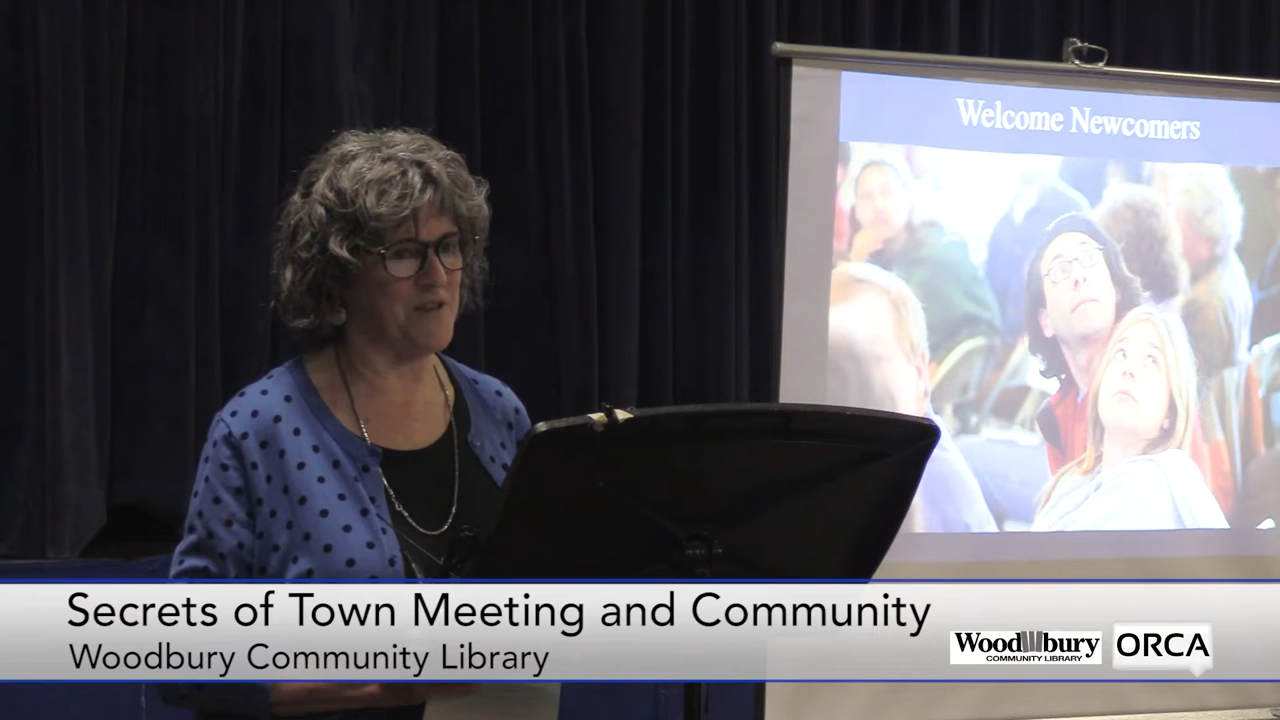 Welcome Newcomers
Secrets of Town Meeting and Community
Woodbury Community Library
Woodbury
COMMUNITY LIBRARY
ORCA